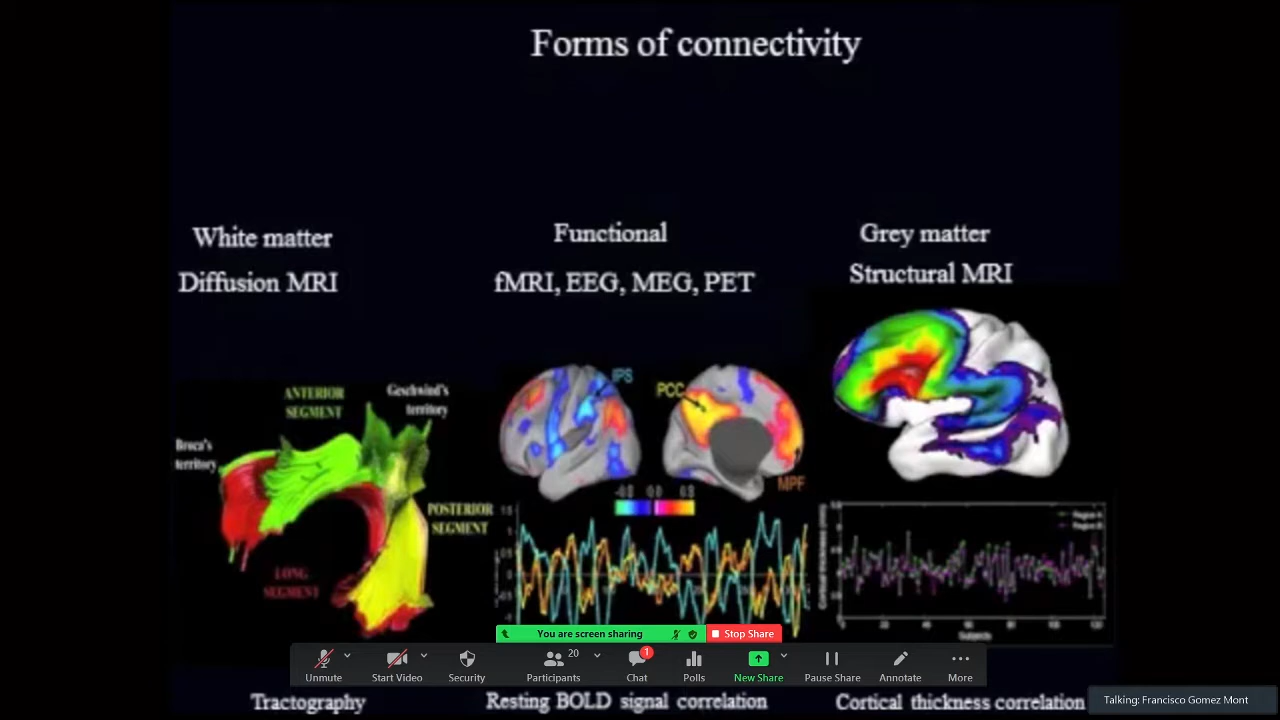 Forms of connectivity
White matter
Diffusion MRI
Functional
fMRI, EEG, MEG, PET
Grey matter
Structural MRI
ANTERIOR
SEGMENT
Geschwind's
territory
Broca's
territory
POSTERIOR
SEGMENT
LONG
SEGMENT
IPS
PCC
MPF
Subjects
You are screen sharing
Stop Share
Unmute
Start Video
Security
Participants
20
Chat
1
Polls
New Share
Pause Share
Annotate
More
Tractography
Resting BOLD signal correlation
Cortical thickness correlation
Talking: Francisco Gomez Mont